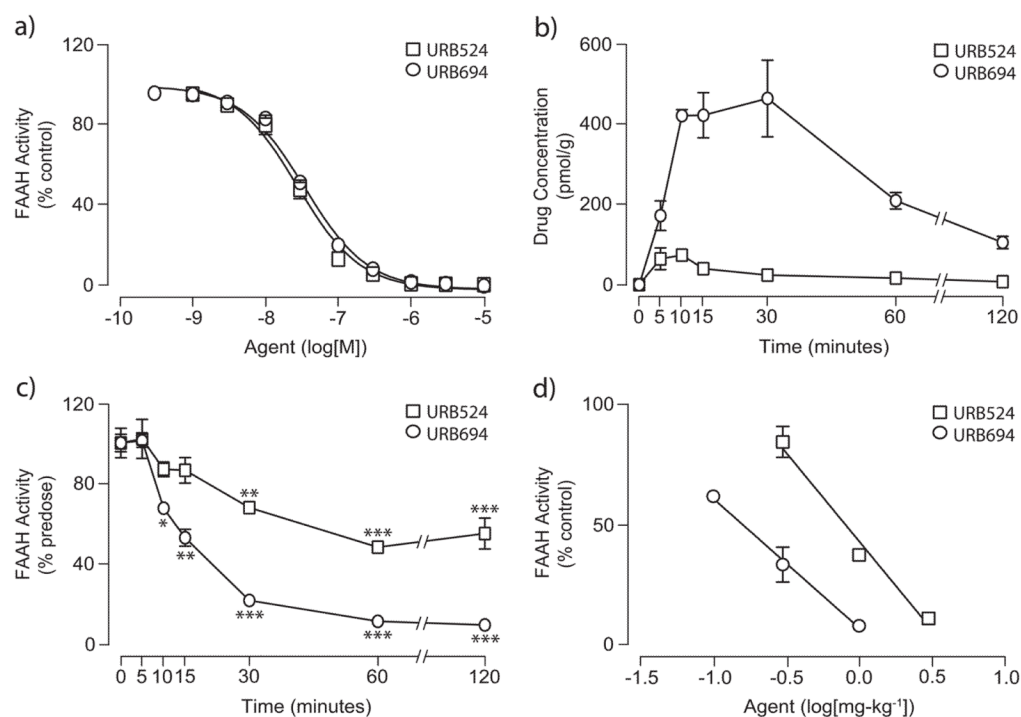 a)
120
80
40
0
FAAH Activity
(% control)
URB524
URB694
-10 -9 -8 -7 -6 -5
Agent (log[M])
b)
600
400
200
0
Drug Concentration
(pmol/g)
URB524
URB694
0 5 10 15 30 60 120
Time (minutes)
c)
120
80
40
0
FAAH Activity
(% predose)
URB524
URB694
** *** ***
* ** *** *** ***
0 5 10 15 30 60 120
Time (minutes)
d)
100
50
0
FAAH Activity
(% control)
URB524
URB694
-1.5 -1.0 -0.5 0.0 0.5 1.0
Agent (log[mg-kg⁻¹])